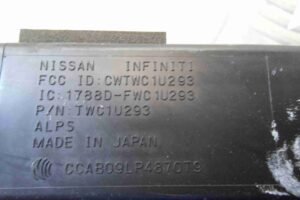 NISSAN INFINITI
FCC ID:CWTWC1U293
IC:1788D-FWC1U293
P/N:TWC1U293
ALPS
MADE IN JAPAN
CCAB09LP4870T9